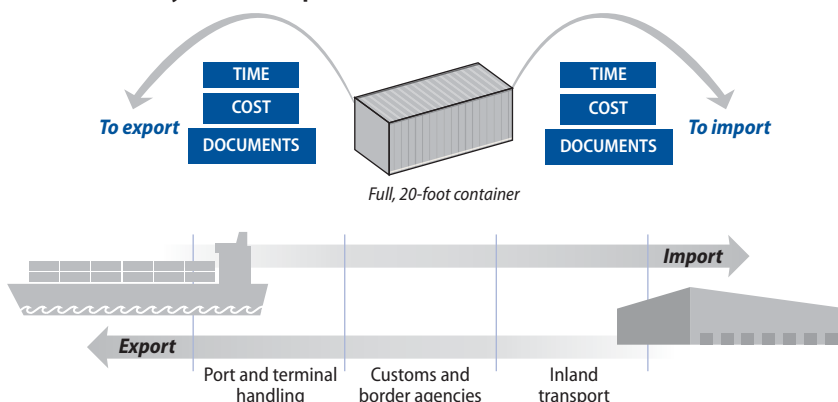 TIME
COST
DOCUMENTS
To export
TIME
COST
DOCUMENTS
To import
Full, 20-foot container
Import
Export
Port and terminal
handling
Customs and
border agencies
Inland
transport